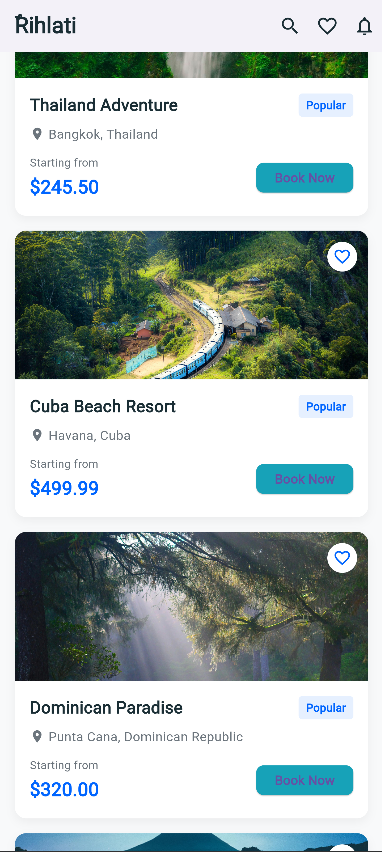 Rihlati
Thailand Adventure
Popular
Bangkok, Thailand
Starting from
$245.50
Book Now
Cuba Beach Resort
Popular
Havana, Cuba
Starting from
$499.99
Book Now
Dominican Paradise
Popular
Punta Cana, Dominican Republic
Starting from
$320.00
Book Now